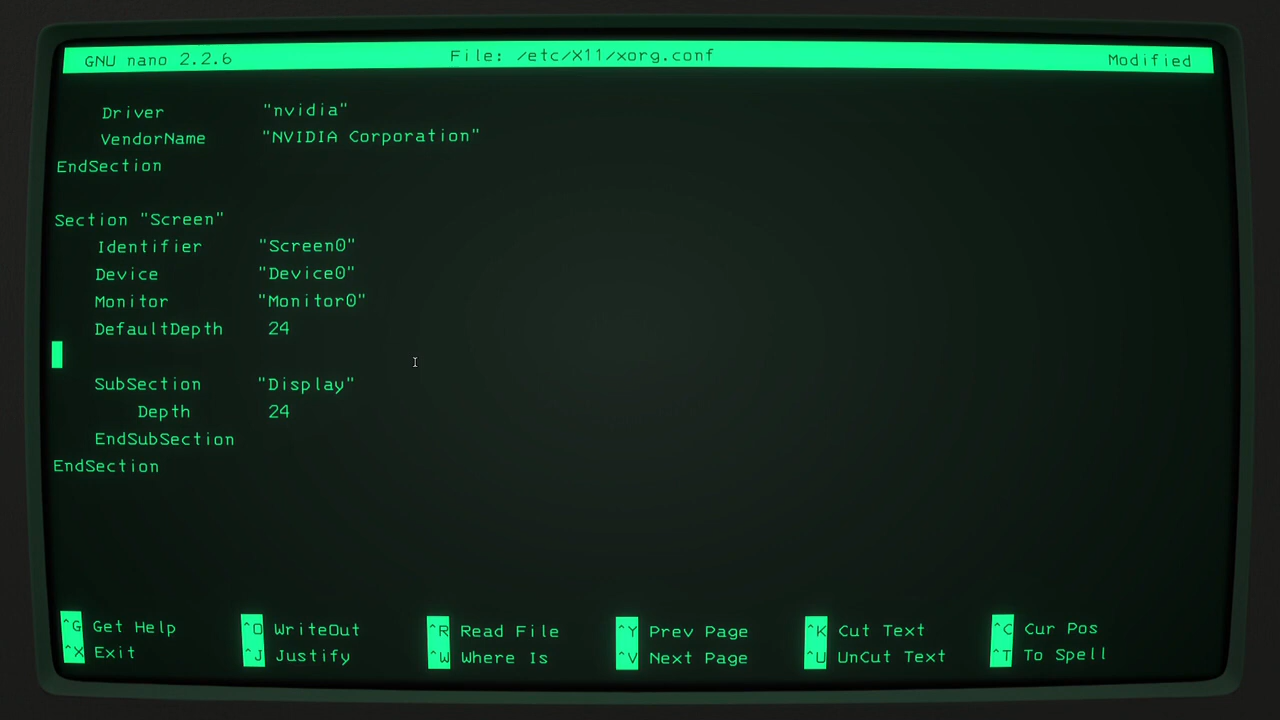 GNU nano 2.2.6 File: /etc/X11/xorg.conf Modified
Driver "nvidia"
VendorName "NVIDIA Corporation"
EndSection
Section "Screen"
Identifier "Screen0"
Device "Device0"
Monitor "Monitor0"
DefaultDepth 24
SubSection "Display"
Depth 24
EndSubSection
EndSection
^G Get Help ^O WriteOut ^R Read File ^Y Prev Page ^K Cut Text ^C Cur Pos
^X Exit ^J Justify ^W Where Is ^V Next Page ^U UnCut Text ^T To Spell